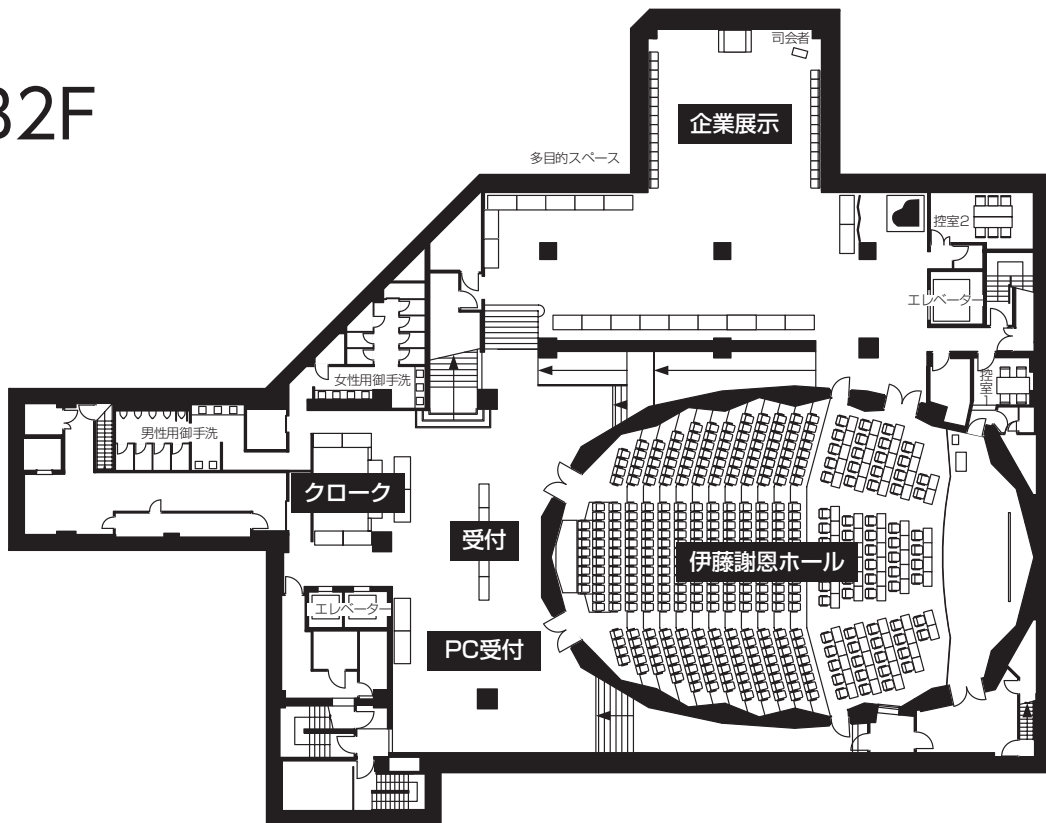 B2F
司会者
企業展示
多目的スペース
控室2
エレベーター
女性用御手洗
控室1
男性用御手洗
クローク
受付
伊藤謝恩ホール
エレベーター
PC受付